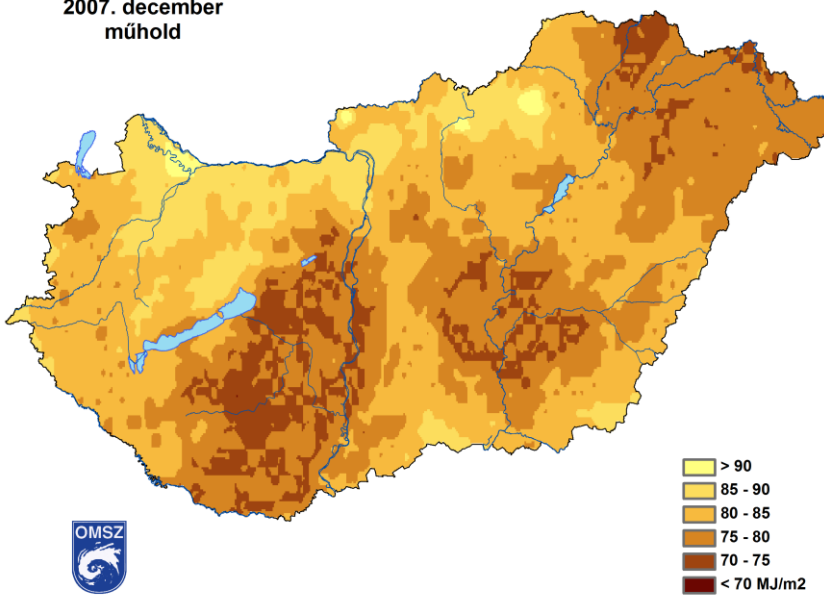 2007. december
műhold
> 90
85 - 90
80 - 85
75 - 80
70 - 75
< 70 MJ/m2
OMSZ